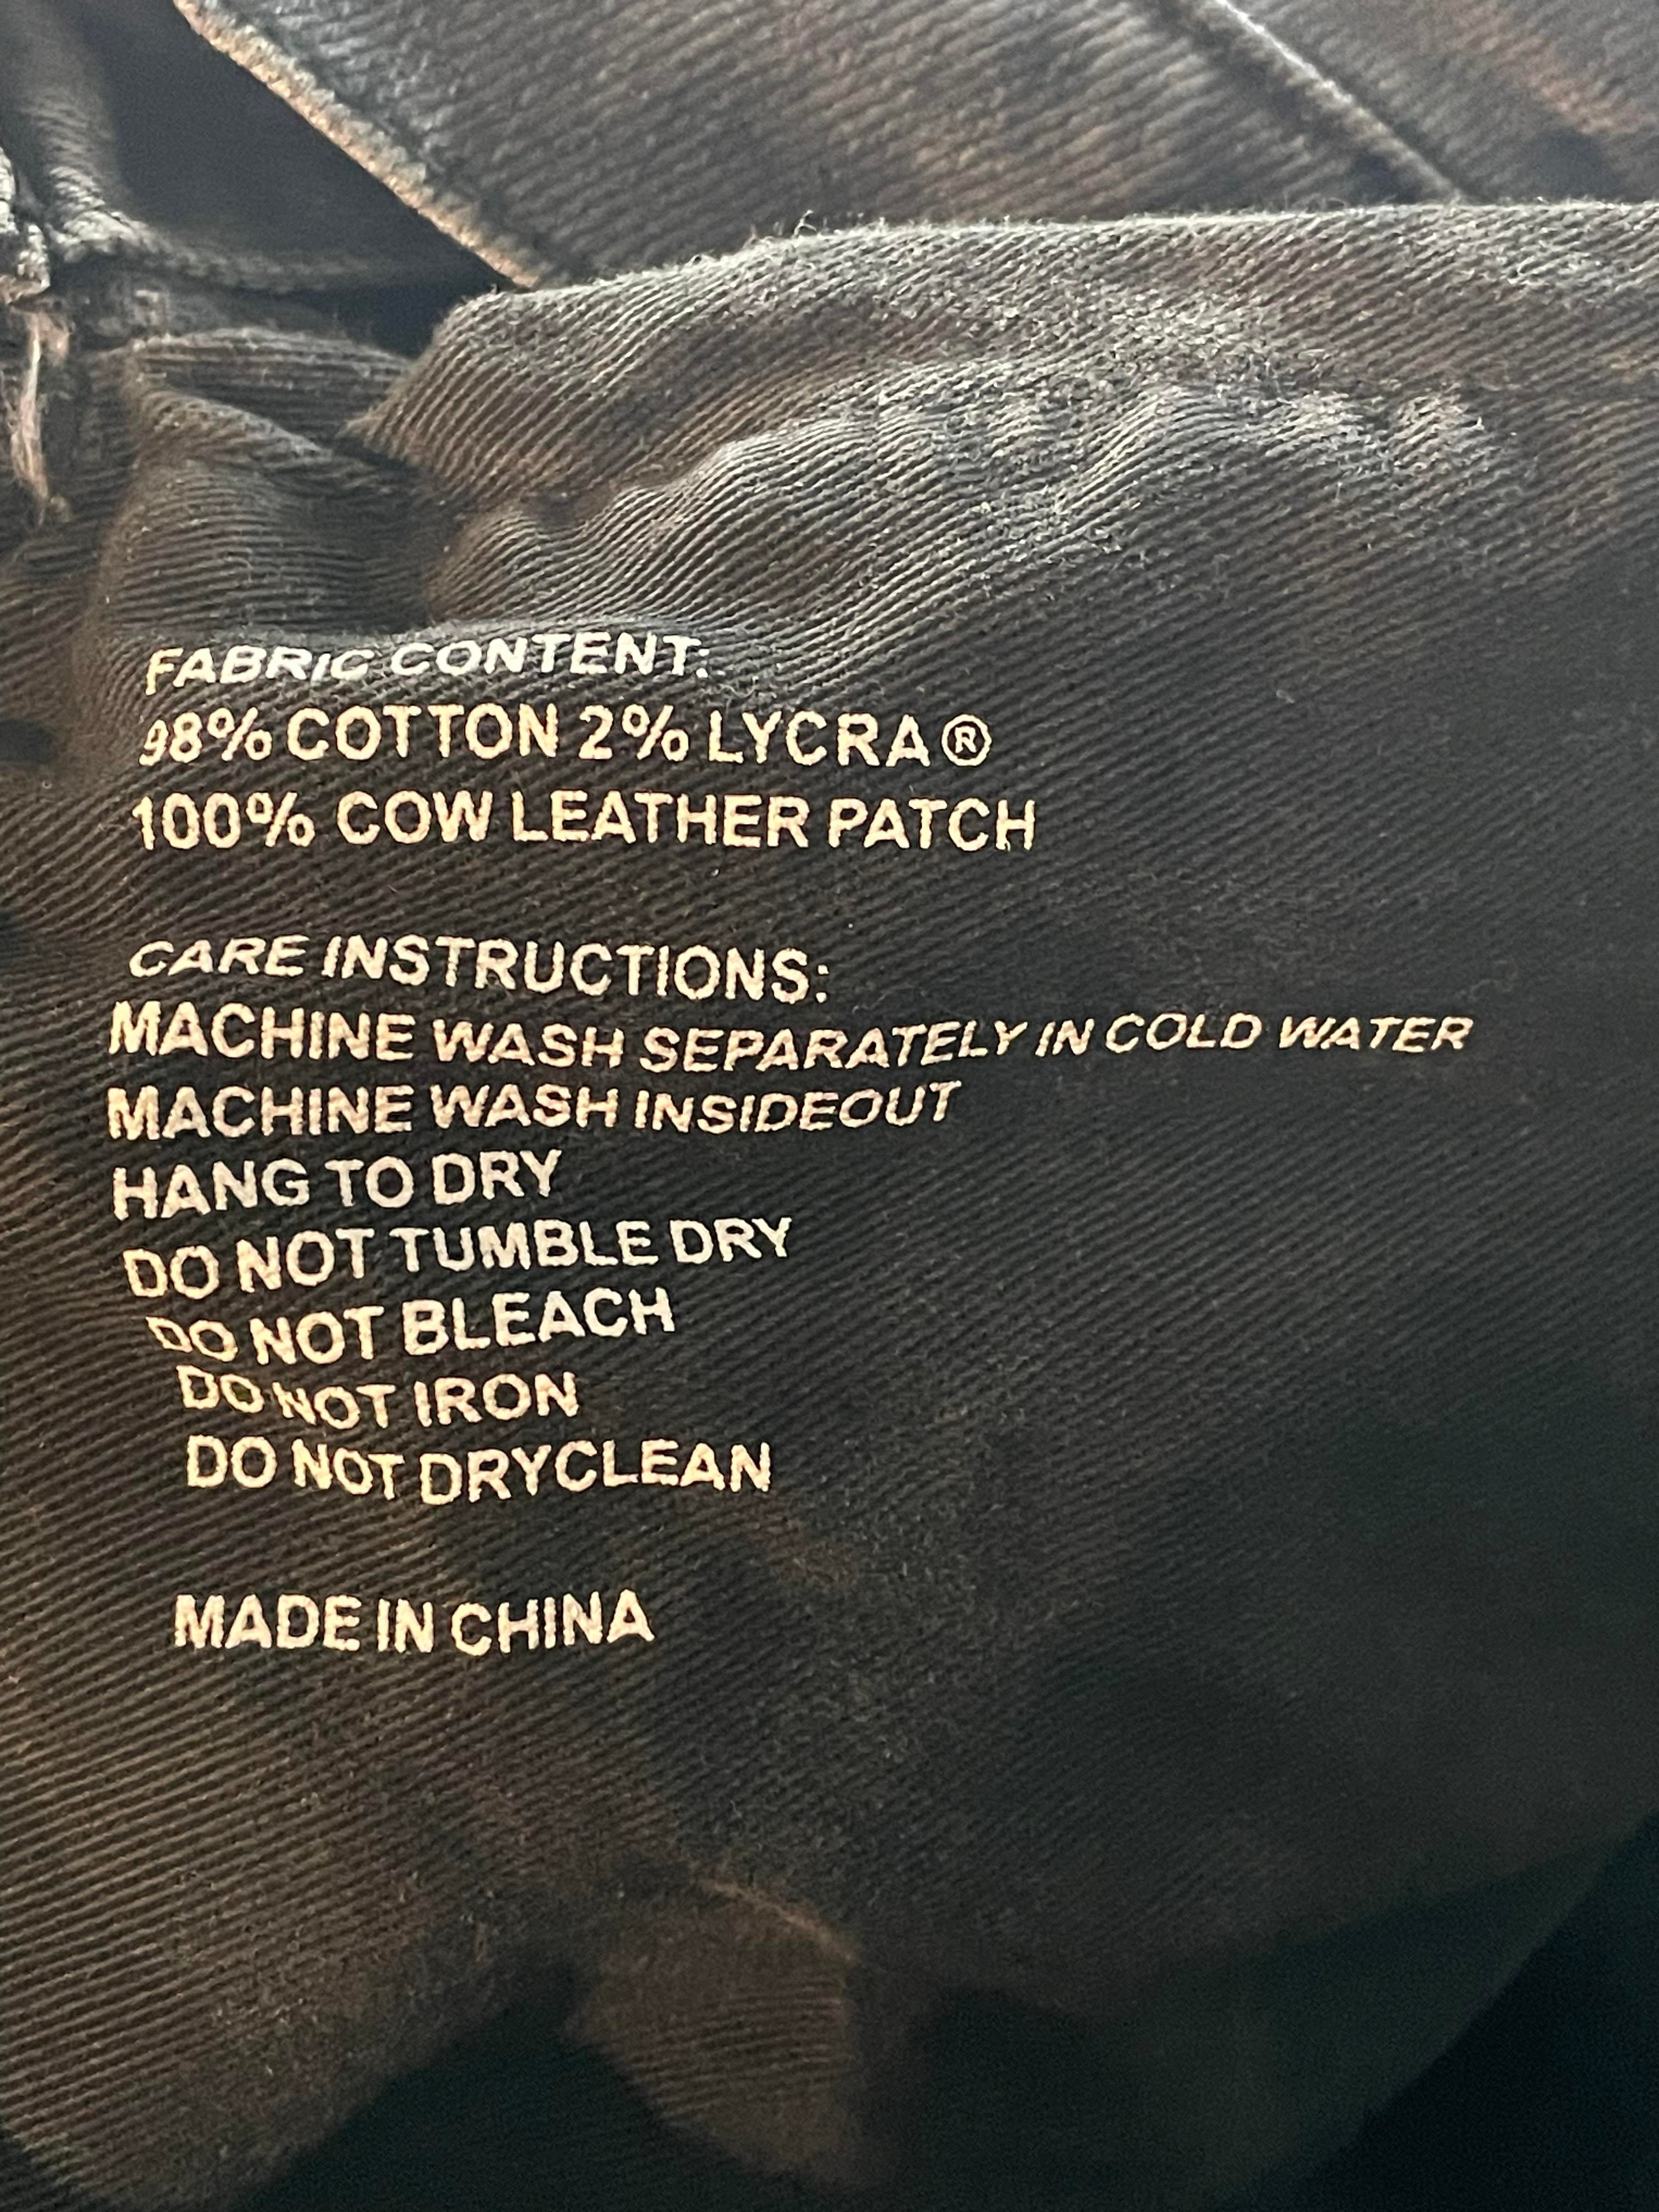 FABRIC CONTENT:
98% COTTON 2% LYCRA®
100% COW LEATHER PATCH
CARE INSTRUCTIONS:
MACHINE WASH SEPARATELY IN COLD WATER
MACHINE WASH INSIDEOUT
HANG TO DRY
DO NOT TUMBLE DRY
DO NOT BLEACH
DO NOT IRON
DO NOT DRYCLEAN
MADE IN CHINA